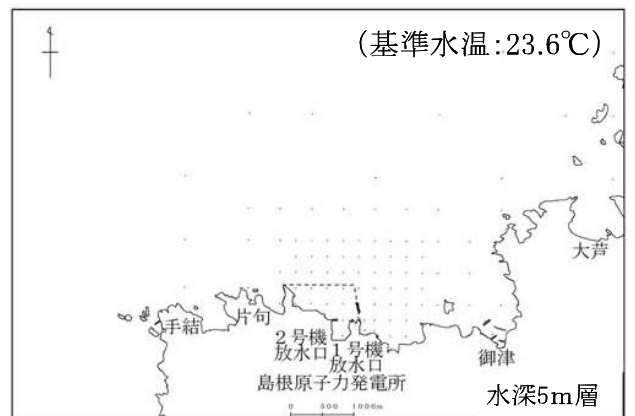 (基準水温:23.6℃)
大芦
手結
片句
2号機
放水口
1号機
放水口
御津
島根原子力発電所
水深5m層
0 500 1000m